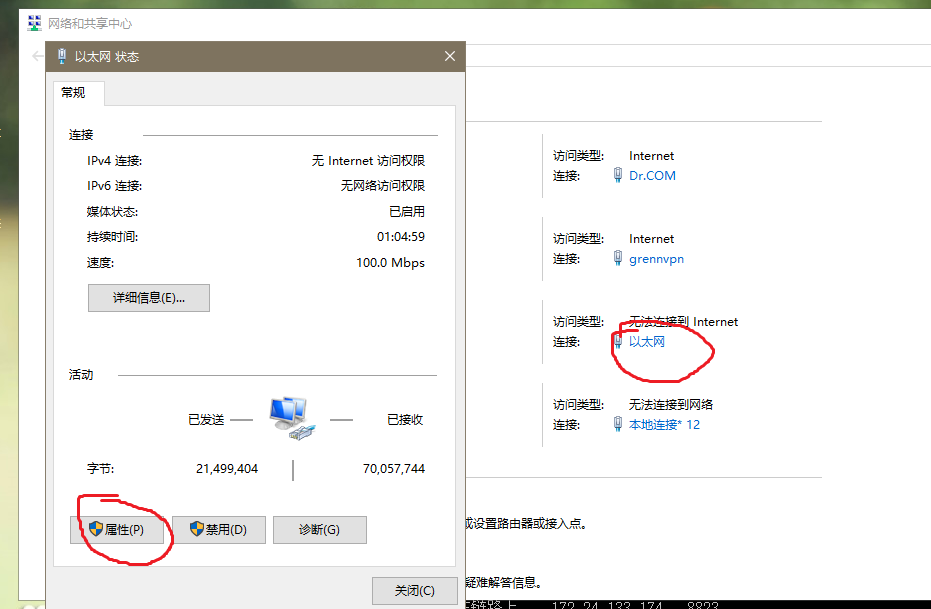 网络和共享中心
以太网 状态
常规
连接
IPv4 连接: 无 Internet 访问权限
IPv6 连接: 无网络访问权限
媒体状态: 已启用
持续时间: 01:04:59
速度: 100.0 Mbps
详细信息(E)...
活动
已发送 已接收
字节: 21,499,404 70,057,744
属性(P) 禁用(D) 诊断(G)
关闭(C)
访问类型: Internet
连接: Dr.COM
访问类型: Internet
连接: grennvpn
访问类型: 无法连接到 Internet
连接: 以太网
访问类型: 无法连接到网络
连接: 本地连接* 12
或设置路由器或接入点。
疑难解答信息。
在链路上 172.24.133.174 8823